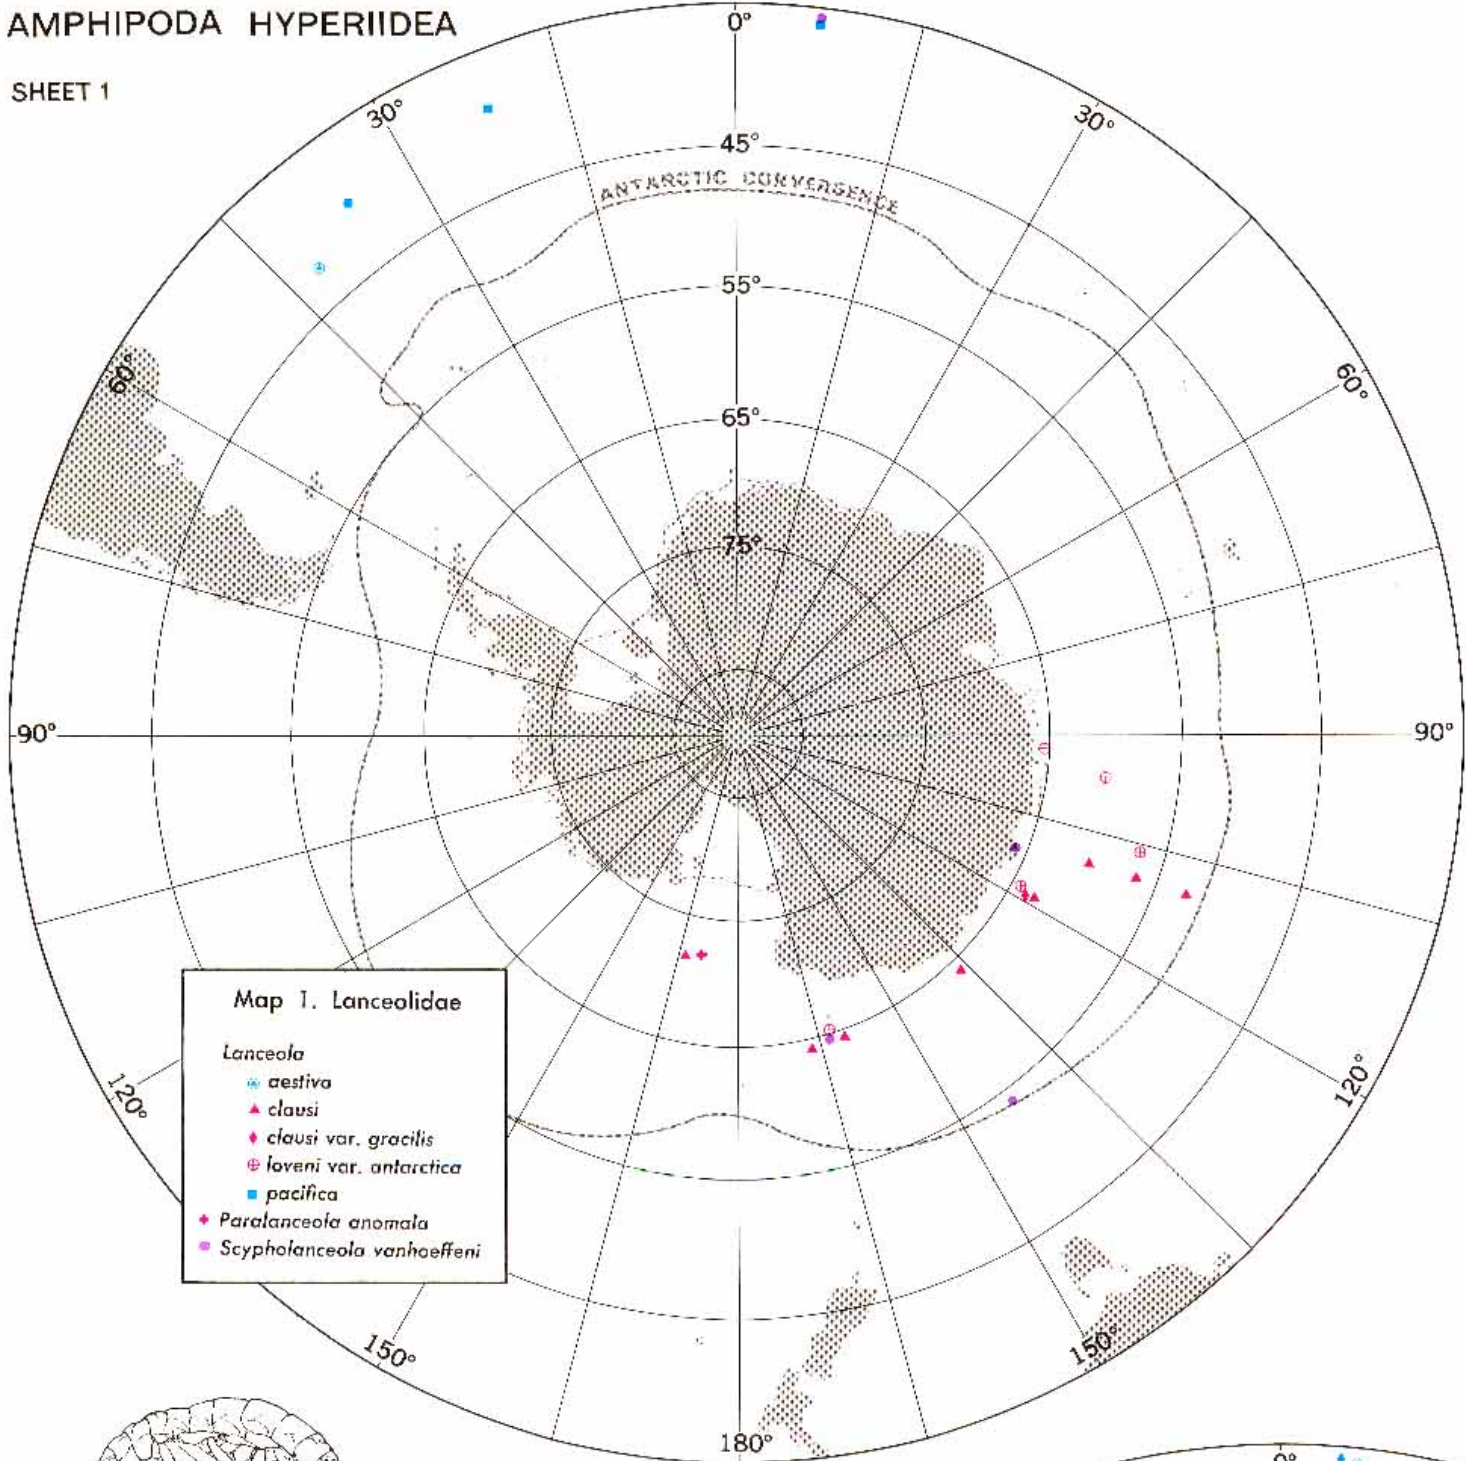 AMPHIPODA HYPERIIDEA
SHEET 1
0°
30°
30°
45°
ANTARCTIC CONVERGENCE
55°
60°
60°
65°
75°
90°
90°
Map 1. Lanceolidae
Lanceola
aestiva
clausi
clausi var. gracilis
loveni var. antarctica
pacifica
Paralanceola anomala
Scypholanceola vanhoeffeni
120°
120°
150°
150°
180°
0°